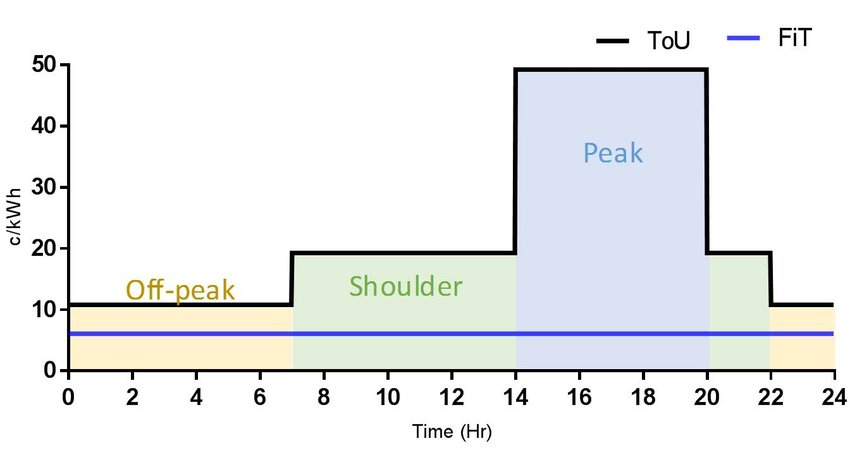 ToU FiT
50
40
30
20
10
0
c/kWh
Peak
Off-peak
Shoulder
0 2 4 6 8 10 12 14 16 18 20 22 24
Time (Hr)